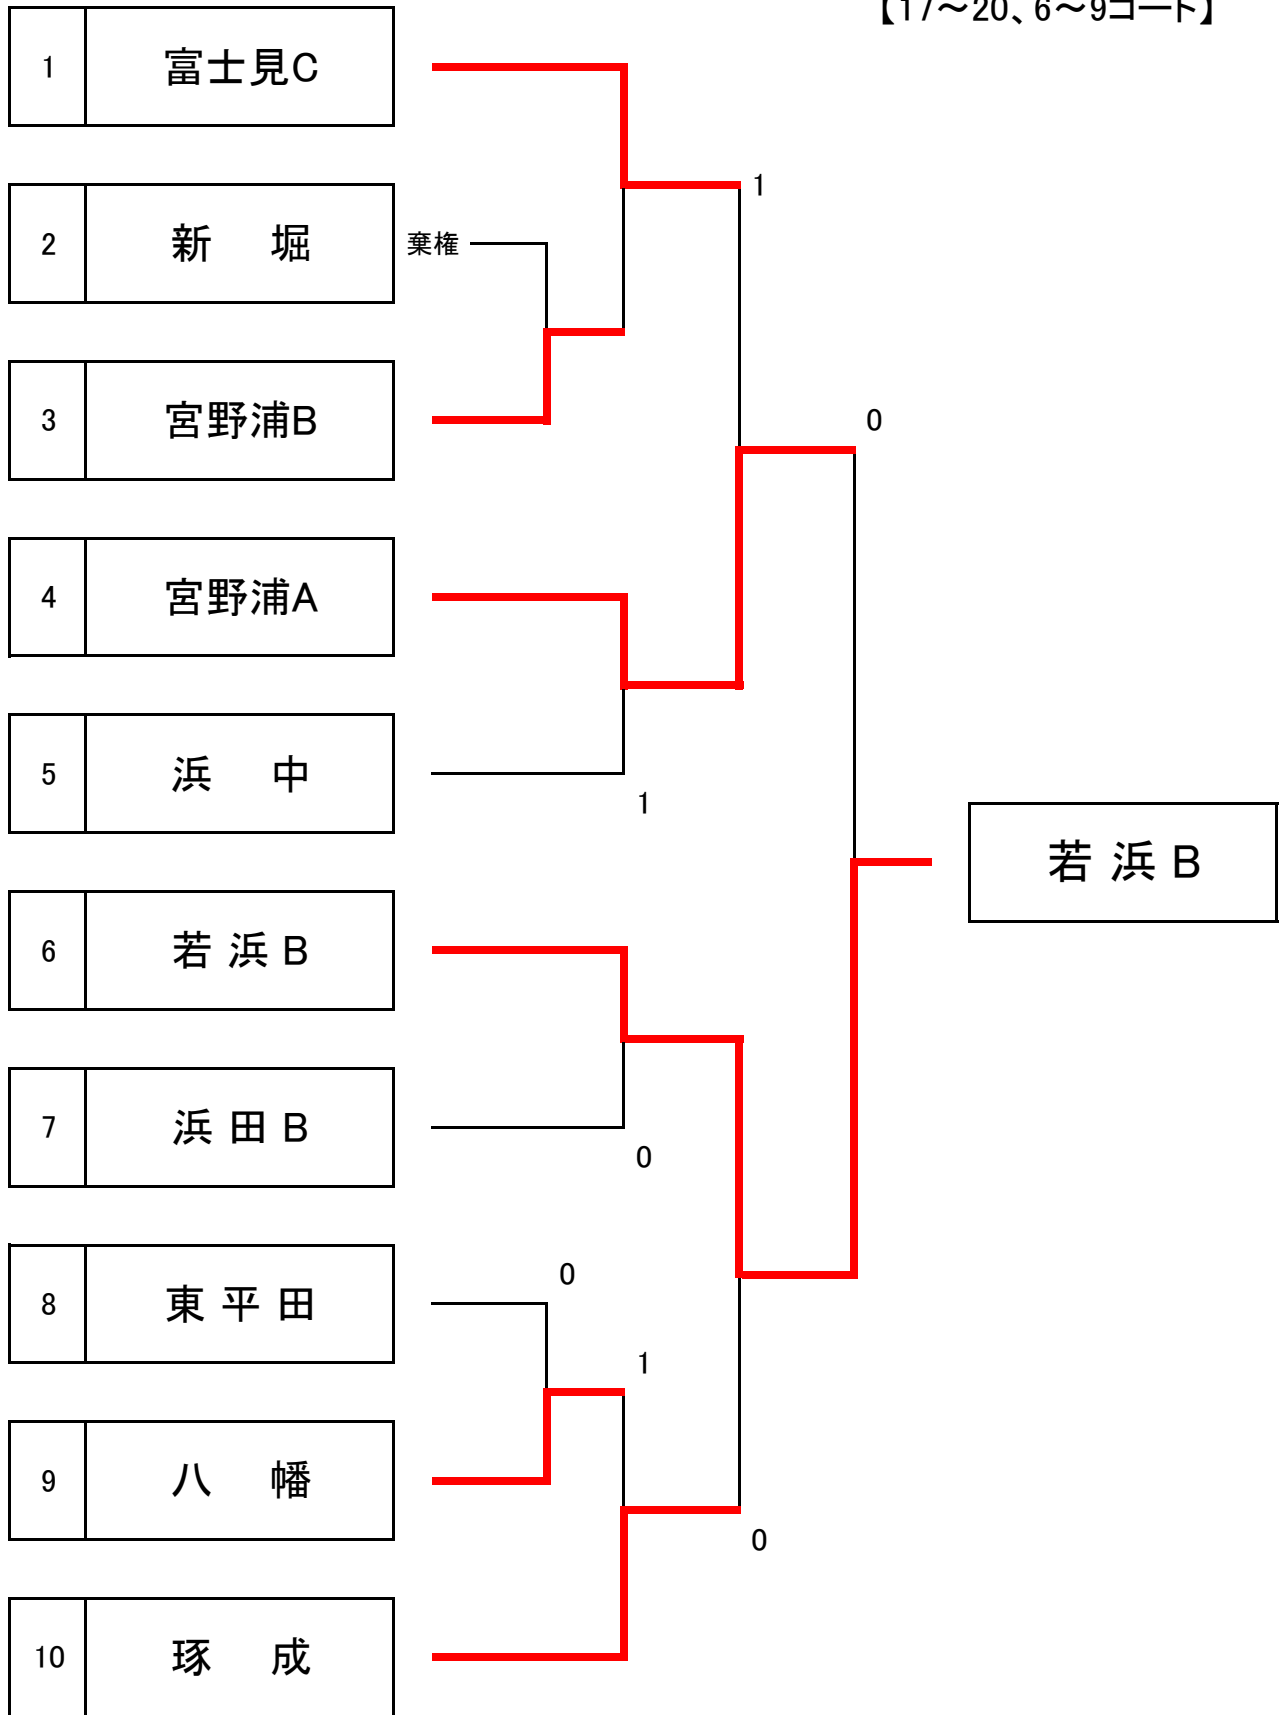 【17～20、6～9コート】
1 富士見C
1
2 新　堀 棄権
3 宮野浦B
0
4 宮野浦A
5 浜　中
1
若 浜 B
6 若 浜 B
7 浜 田 B
0
0
8 東 平 田
1
9 八　幡
0
10 琢　成